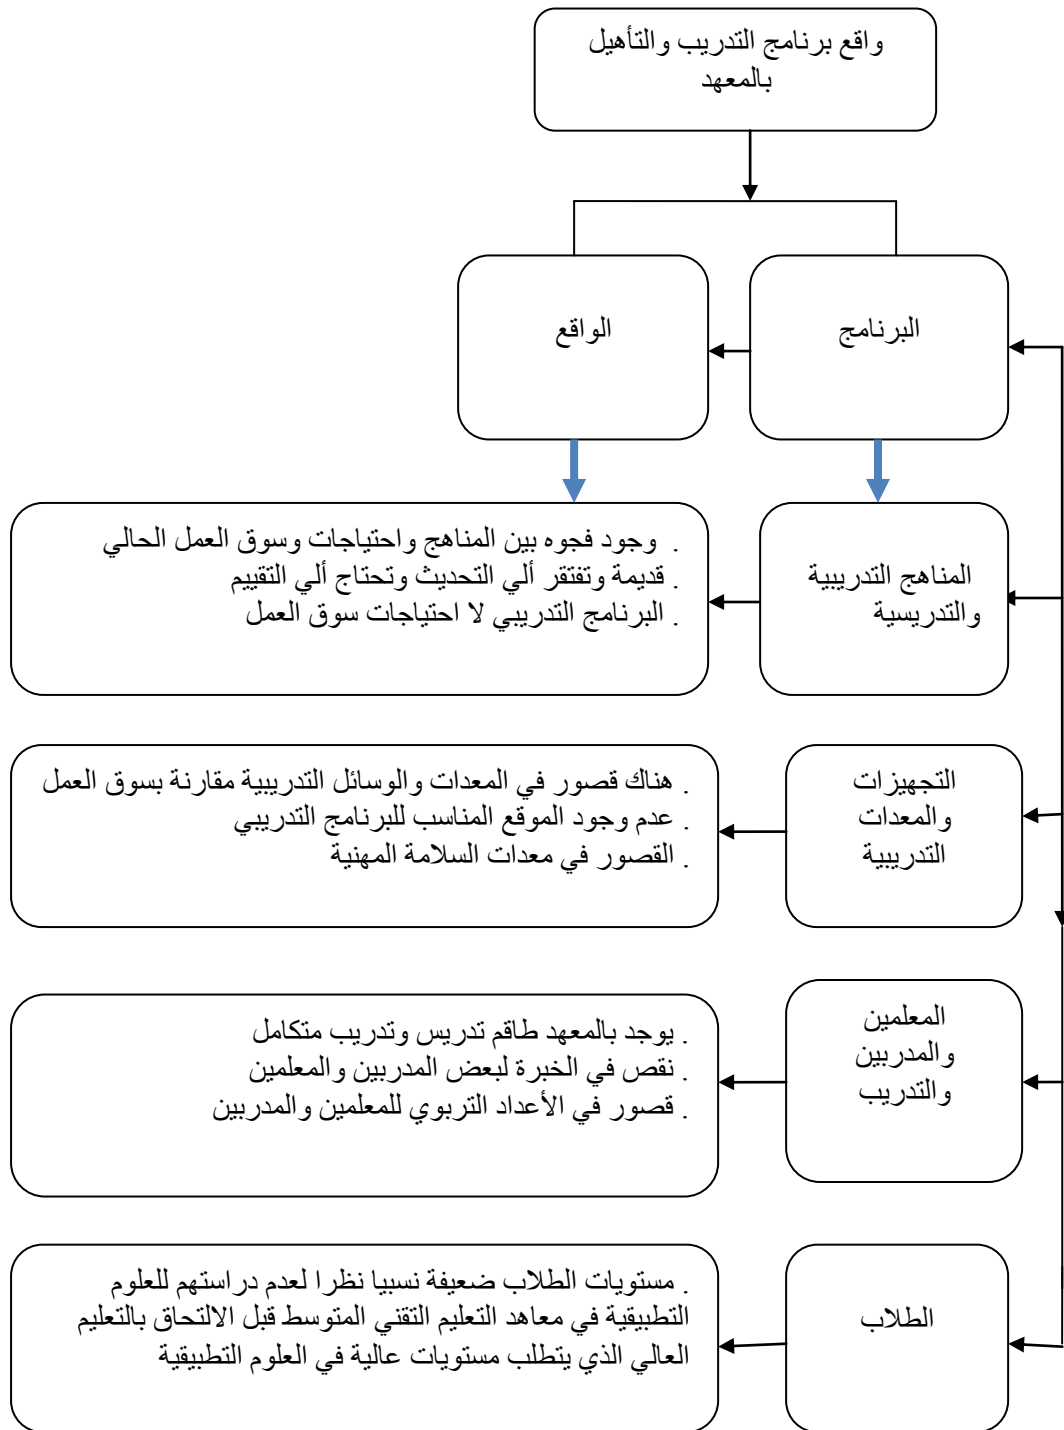 واقع برنامج التدريب والتأهيل
بالمعهد
البرنامج
الواقع
المناهج التدريبية
والتدريسية
. وجود فجوه بين المناهج واحتياجات وسوق العمل الحالي
. قديمة وتفتقر ألي التحديث وتحتاج ألي التقييم
. البرنامج التدريبي لا احتياجات سوق العمل
التجهيزات
والمعدات
التدريبية
. هناك قصور في المعدات والوسائل التدريبية مقارنة بسوق العمل
. عدم وجود الموقع المناسب للبرنامج التدريبي
. القصور في معدات السلامة المهنية
المعلمين
والمدربين
والتدريب
. يوجد بالمعهد طاقم تدريس وتدريب متكامل
. نقص في الخبرة لبعض المدربين والمعلمين
. قصور في الأعداد التربوي للمعلمين والمدربين
الطلاب
. مستويات الطلاب ضعيفة نسبيا نظرا لعدم دراستهم للعلوم
التطبيقية في معاهد التعليم التقني المتوسط قبل الالتحاق بالتعليم
العالي الذي يتطلب مستويات عالية في العلوم التطبيقية